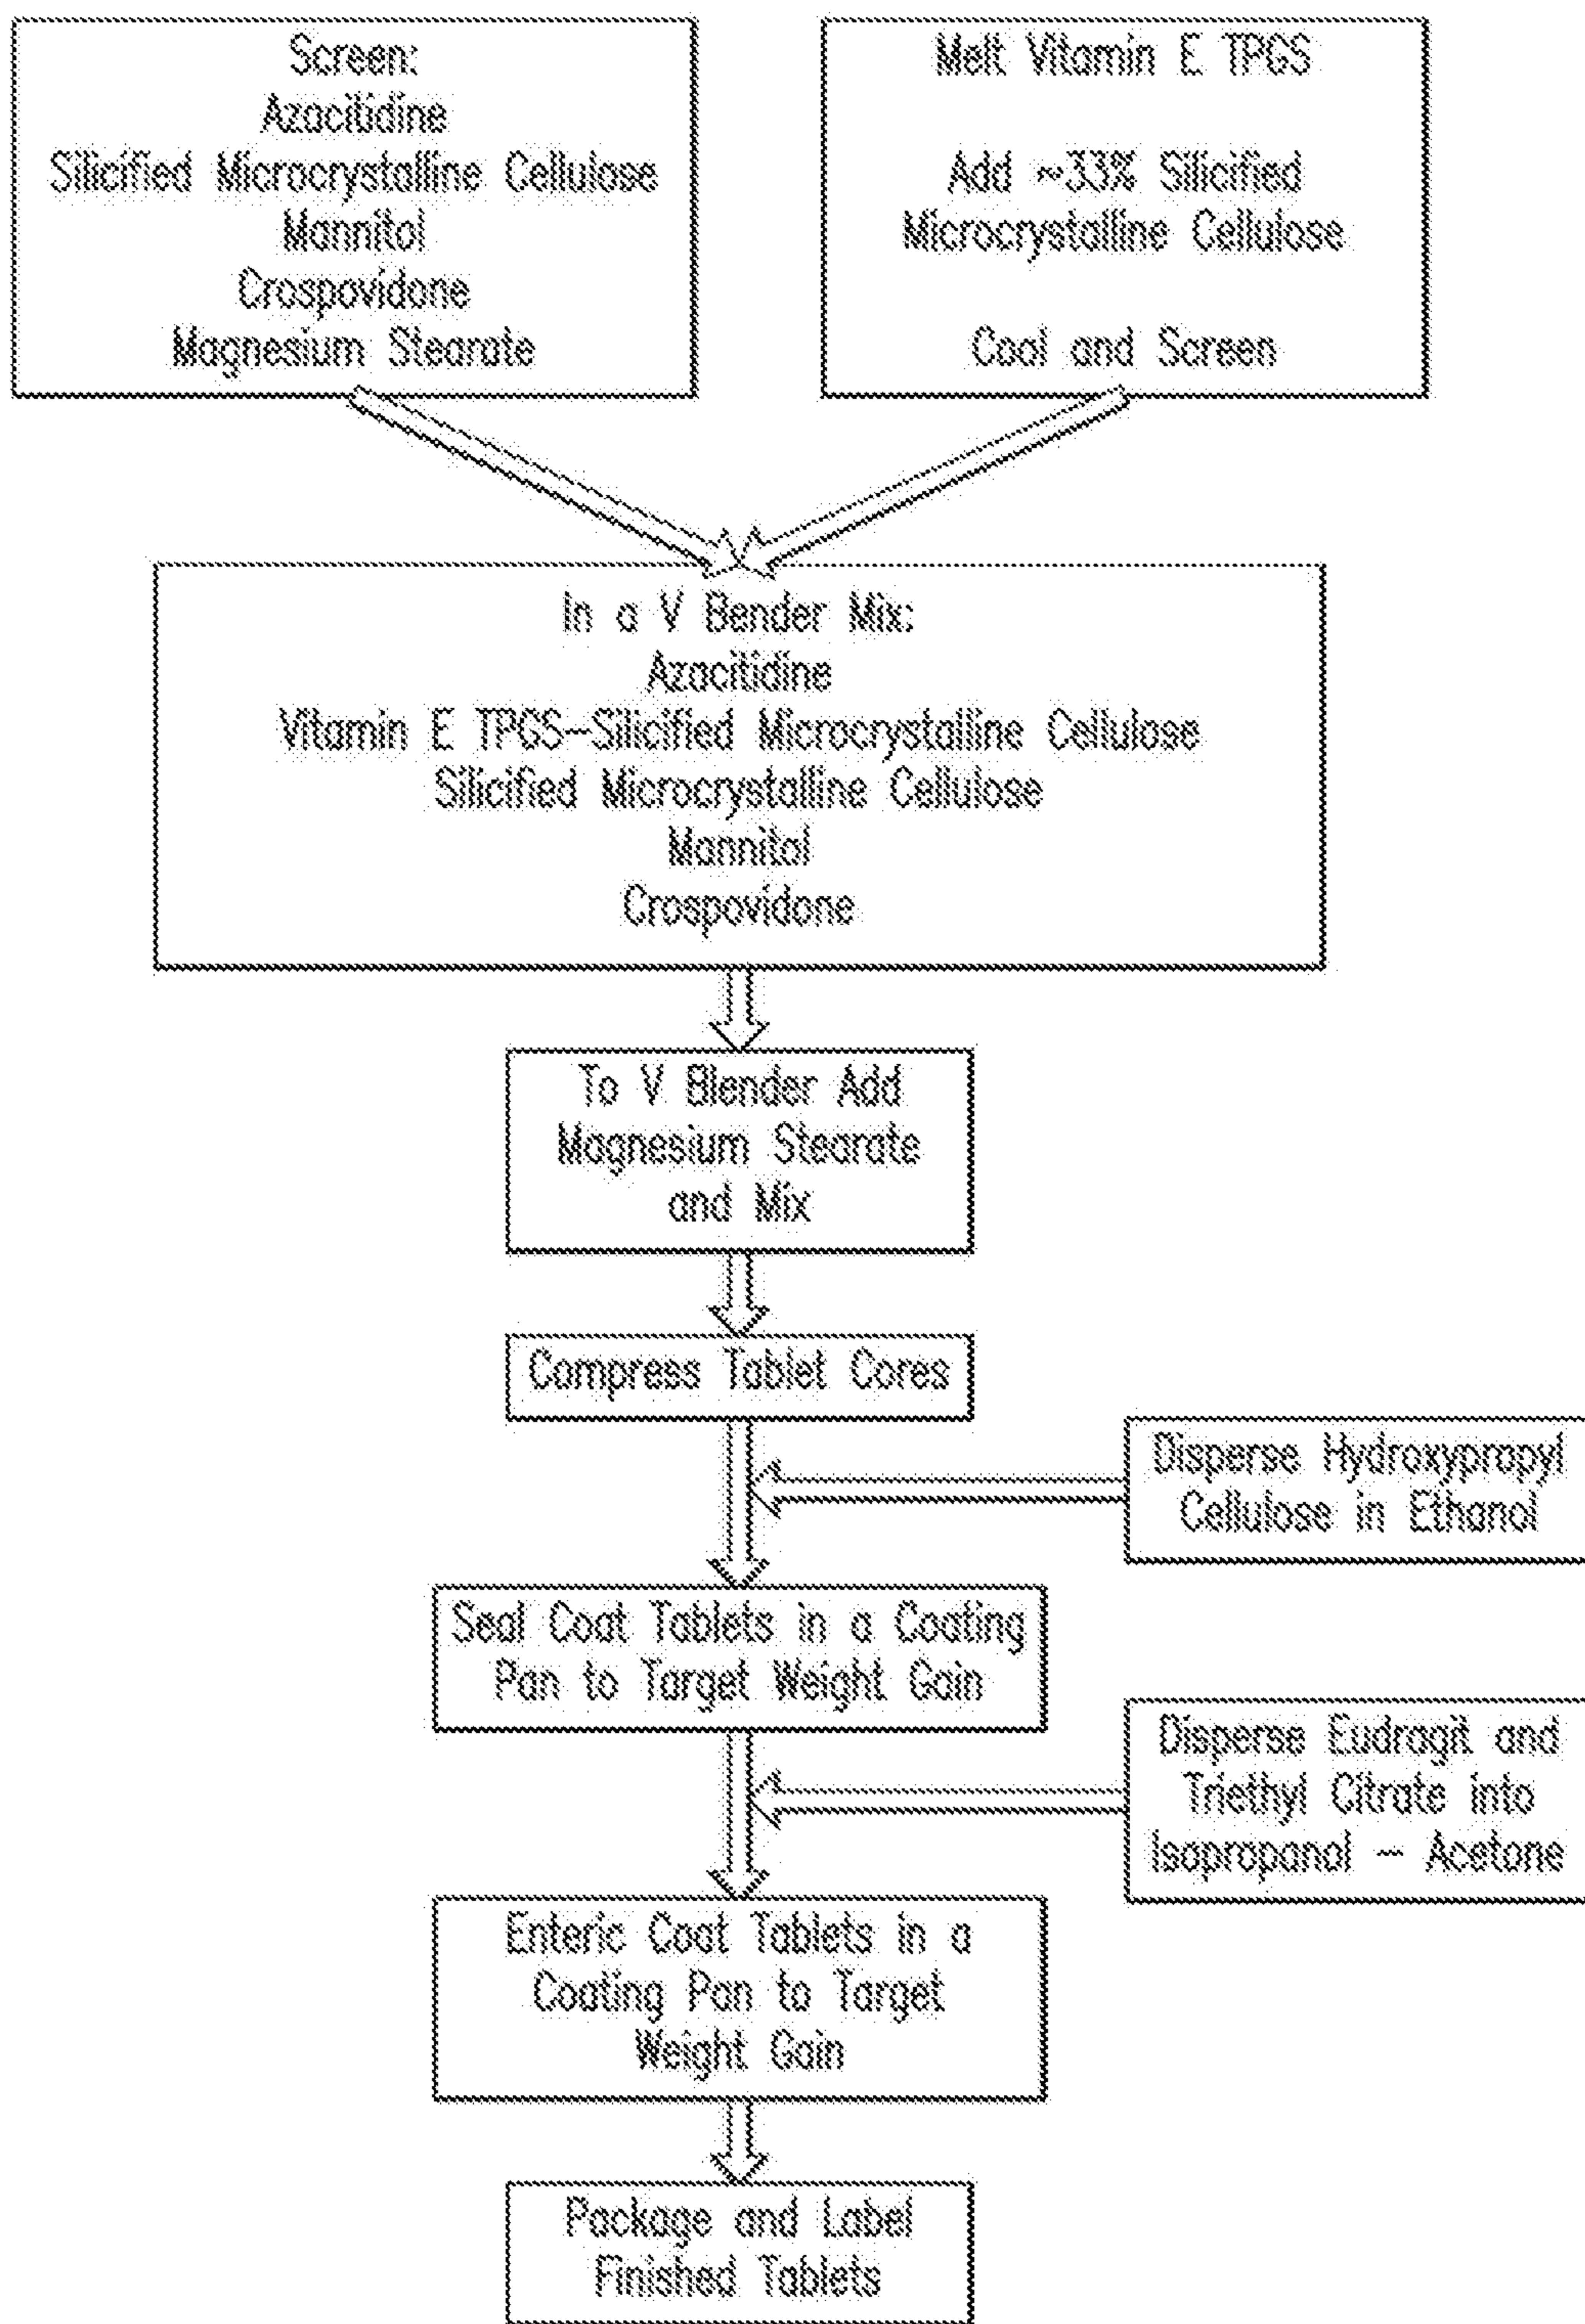 Screen:
Azacitidine
Silicified Microcrystalline Cellulose
Mannitol
Crospovidone
Magnesium Stearate
Melt Vitamin E TPGS
Add ~33% Silicified
Microcrystalline Cellulose
Cool and Screen
In a V Bender Mix:
Azacitidine
Vitamin E TPGS-Silicified Microcrystalline Cellulose
Silicified Microcrystalline Cellulose
Mannitol
Crospovidone
To V Blender Add
Magnesium Stearate
and Mix
Compress Tablet Cores
Disperse Hydroxypropyl
Cellulose in Ethanol
Seal Coat Tablets in a Coating
Pan to Target Weight Gain
Disperse Eudragit and
Triethyl Citrate into
Isopropanol - Acetone
Enteric Coat Tablets in a
Coating Pan to Target
Weight Gain
Package and Label
Finished Tablets